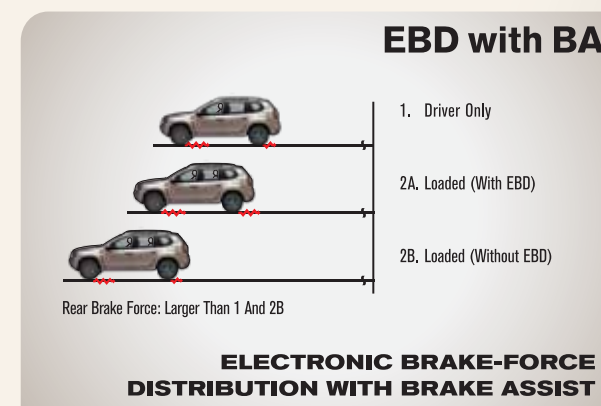 EBD with BA
1. Driver Only
2A. Loaded (With EBD)
2B. Loaded (Without EBD)
Rear Brake Force: Larger Than 1 And 2B
ELECTRONIC BRAKE-FORCE
DISTRIBUTION WITH BRAKE ASSIST